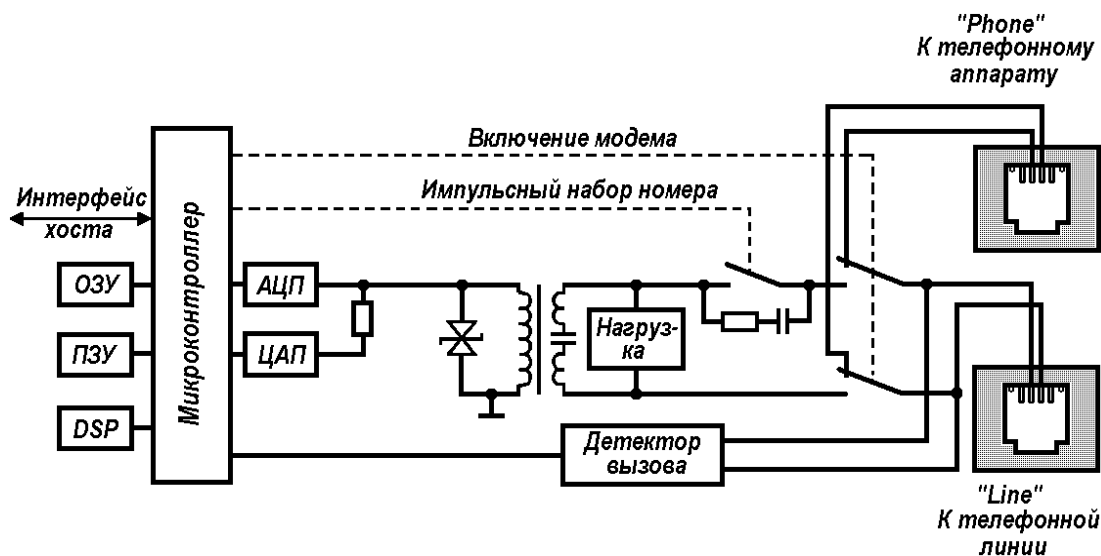 "Phone"
К телефонному
аппарату
Включение модема
Импульсный набор номера
Интерфейс
хоста
Микроконтроллер
ОЗУ
ПЗУ
DSP
АЦП
ЦАП
Нагруз-
ка
Детектор
вызова
"Line"
К телефонной
линии